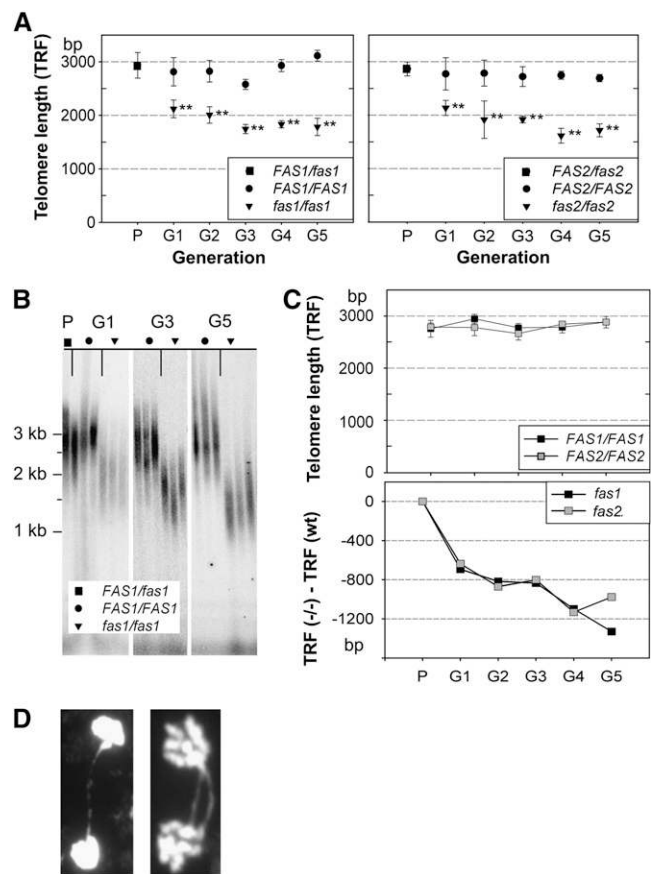 A
bp
3000
2000
1000
0
Telomere length (TRF)
** ** ** ** **
FAS1/fas1
FAS1/FAS1
fas1/fas1
P G1 G2 G3 G4 G5
Generation
** ** ** ** **
FAS2/fas2
FAS2/FAS2
fas2/fas2
P G1 G2 G3 G4 G5
Generation
B
P G1 G3 G5
3 kb
2 kb
1 kb
FAS1/fas1
FAS1/FAS1
fas1/fas1
C
bp
3000
2000
1000
0
Telomere length (TRF)
FAS1/FAS1
FAS2/FAS2
0
-400
-800
-1200
bp
TRF (-/-) - TRF (wt)
fas1
fas2.
P G1 G2 G3 G4 G5
D